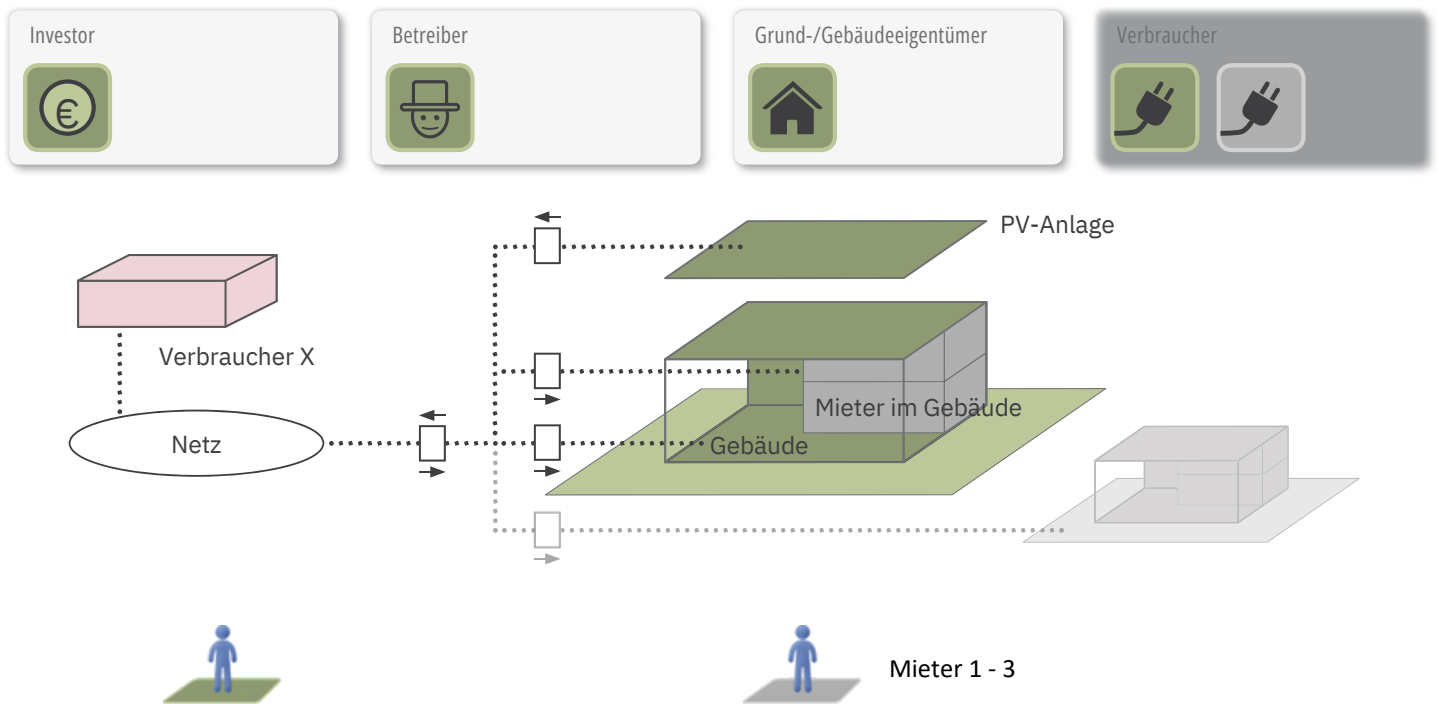 Investor
Betreiber
Grund-/Gebäudeeigentümer
Verbraucher
€
PV-Anlage
Verbraucher X
Mieter im Gebäude
Netz
Gebäude
Mieter 1 - 3